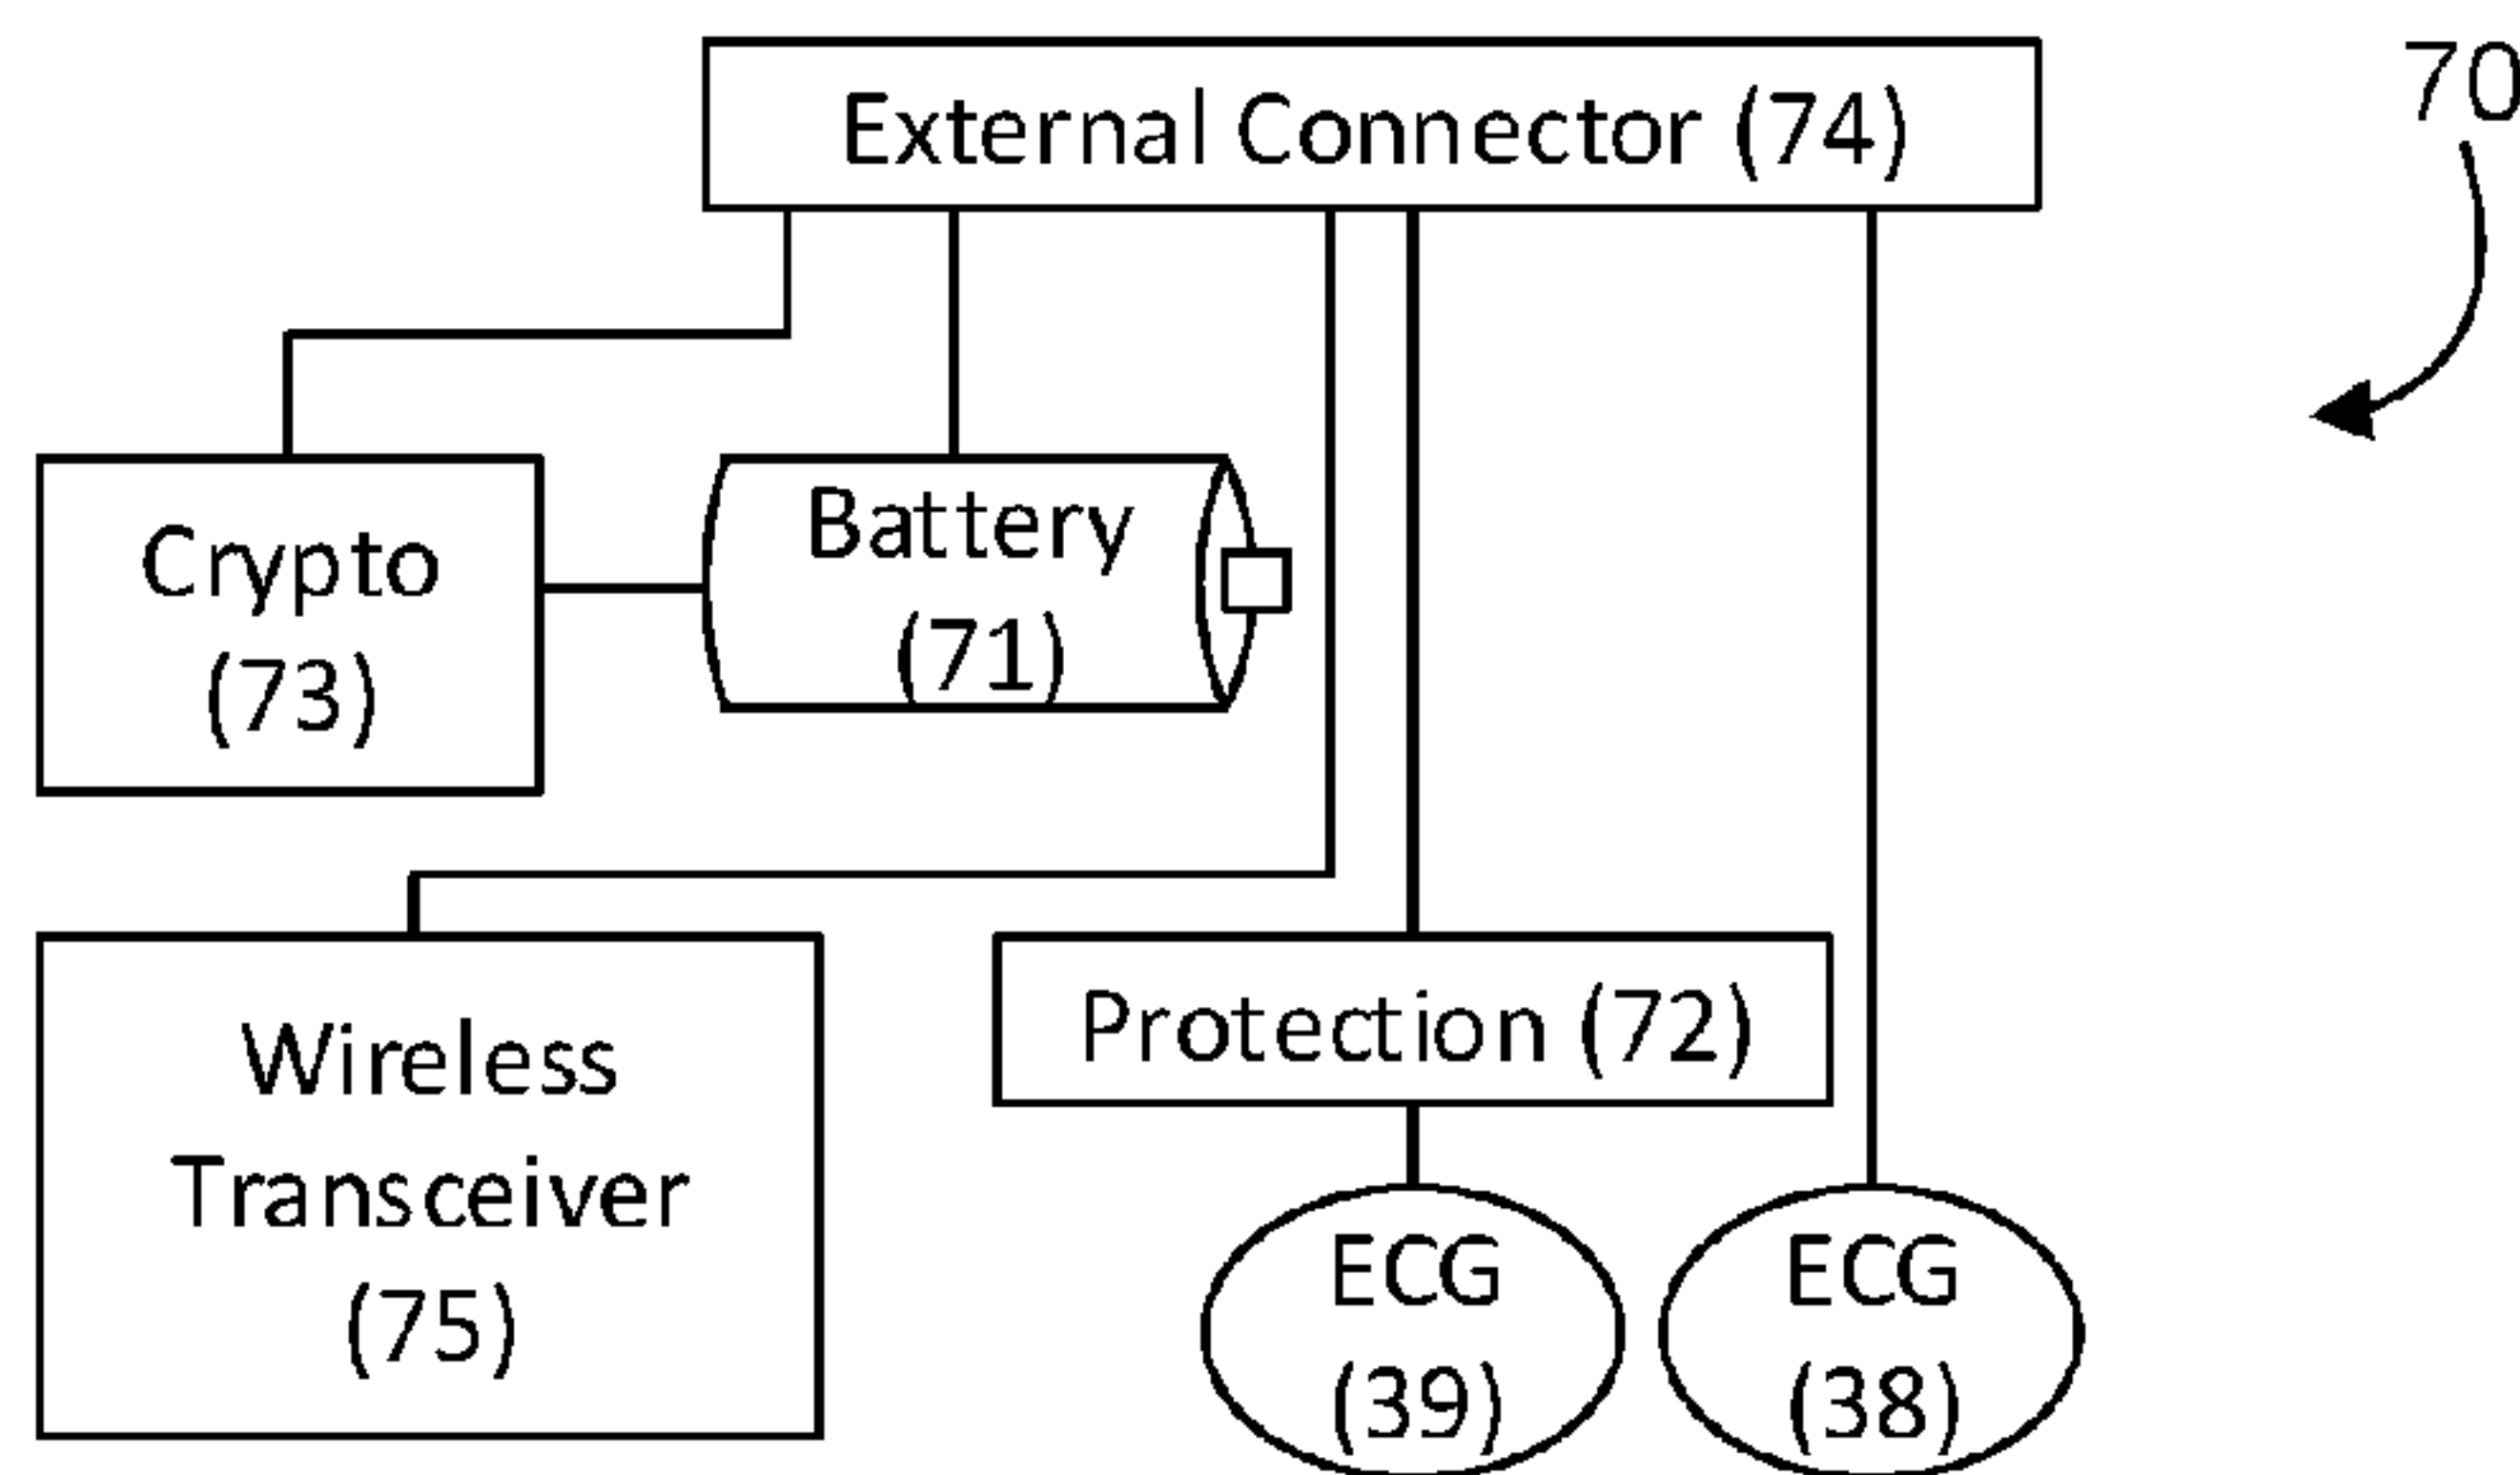 External Connector (74)
70
Crypto
(73)
Battery
(71)
Wireless
Transceiver
(75)
Protection (72)
ECG
(39)
ECG
(38)